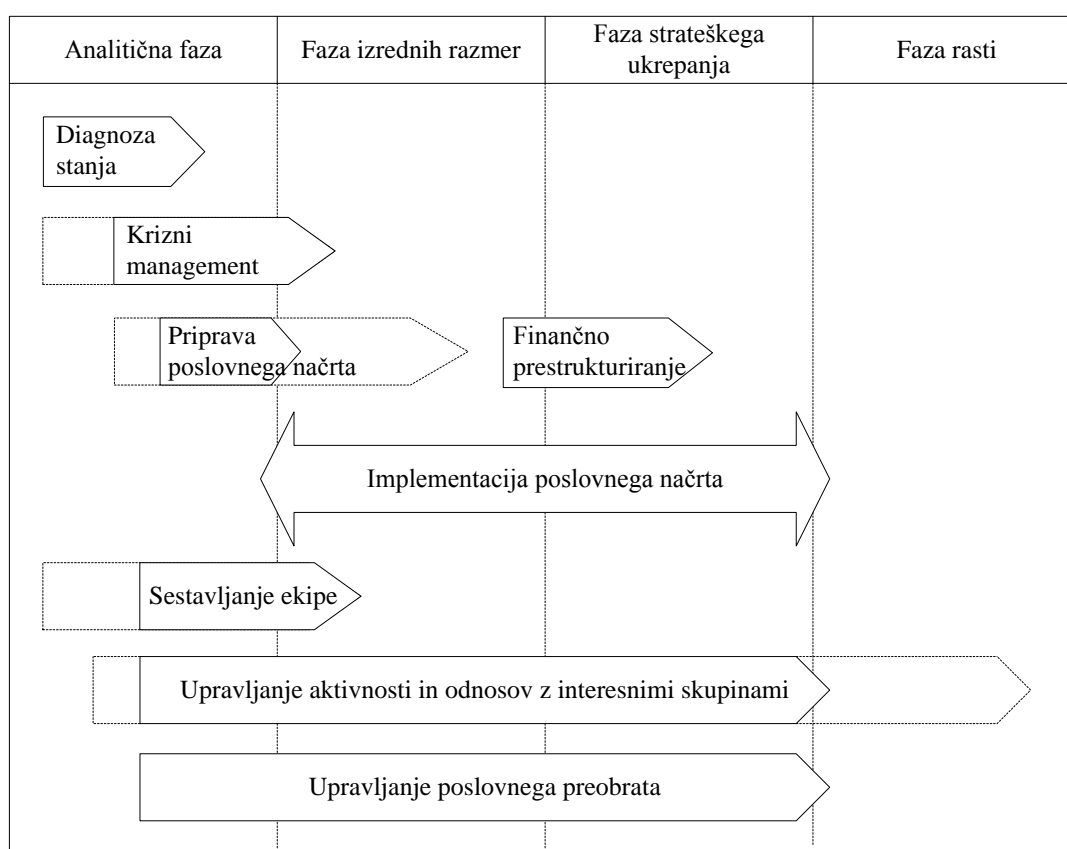 Analitična faza
Faza izrednih razmer
Faza strateškega
ukrepanja
Faza rasti
Diagnoza
stanja
Krizni
management
Priprava
poslovnega načrta
Finančno
prestrukturiranje
Implementacija poslovnega načrta
Sestavljanje ekipe
Upravljanje aktivnosti in odnosov z interesnimi skupinami
Upravljanje poslovnega preobrata